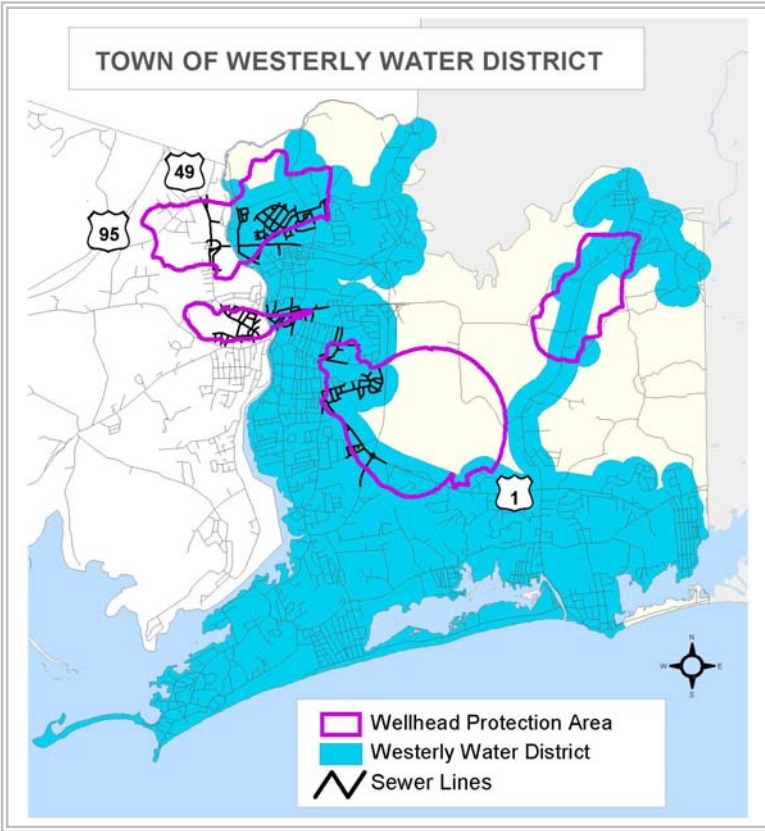 TOWN OF WESTERLY WATER DISTRICT
49
95
1
N
W E
S
Wellhead Protection Area
Westerly Water District
Sewer Lines